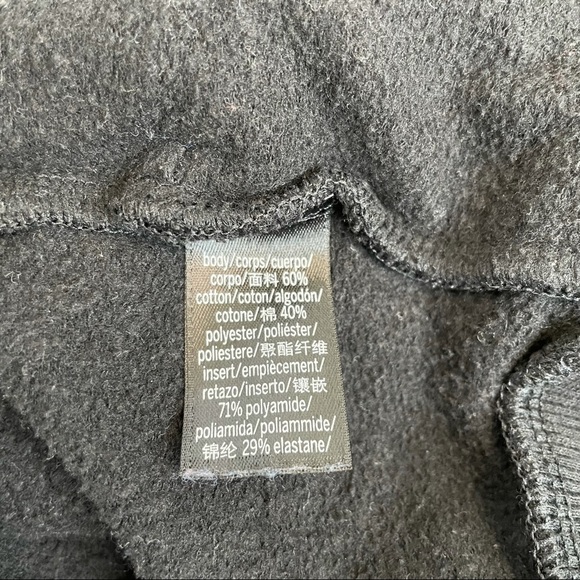 body/corps/cuerpo/
corpo/面料 60%
cotton/coton/algodón/
cotone/棉 40%
polyester/poliéster/
poliestere/聚酯纤维
insert/empiècement/
retazo/inserto/镶嵌
71% polyamide/
poliamida/poliammide/
锦纶 29% elastane/